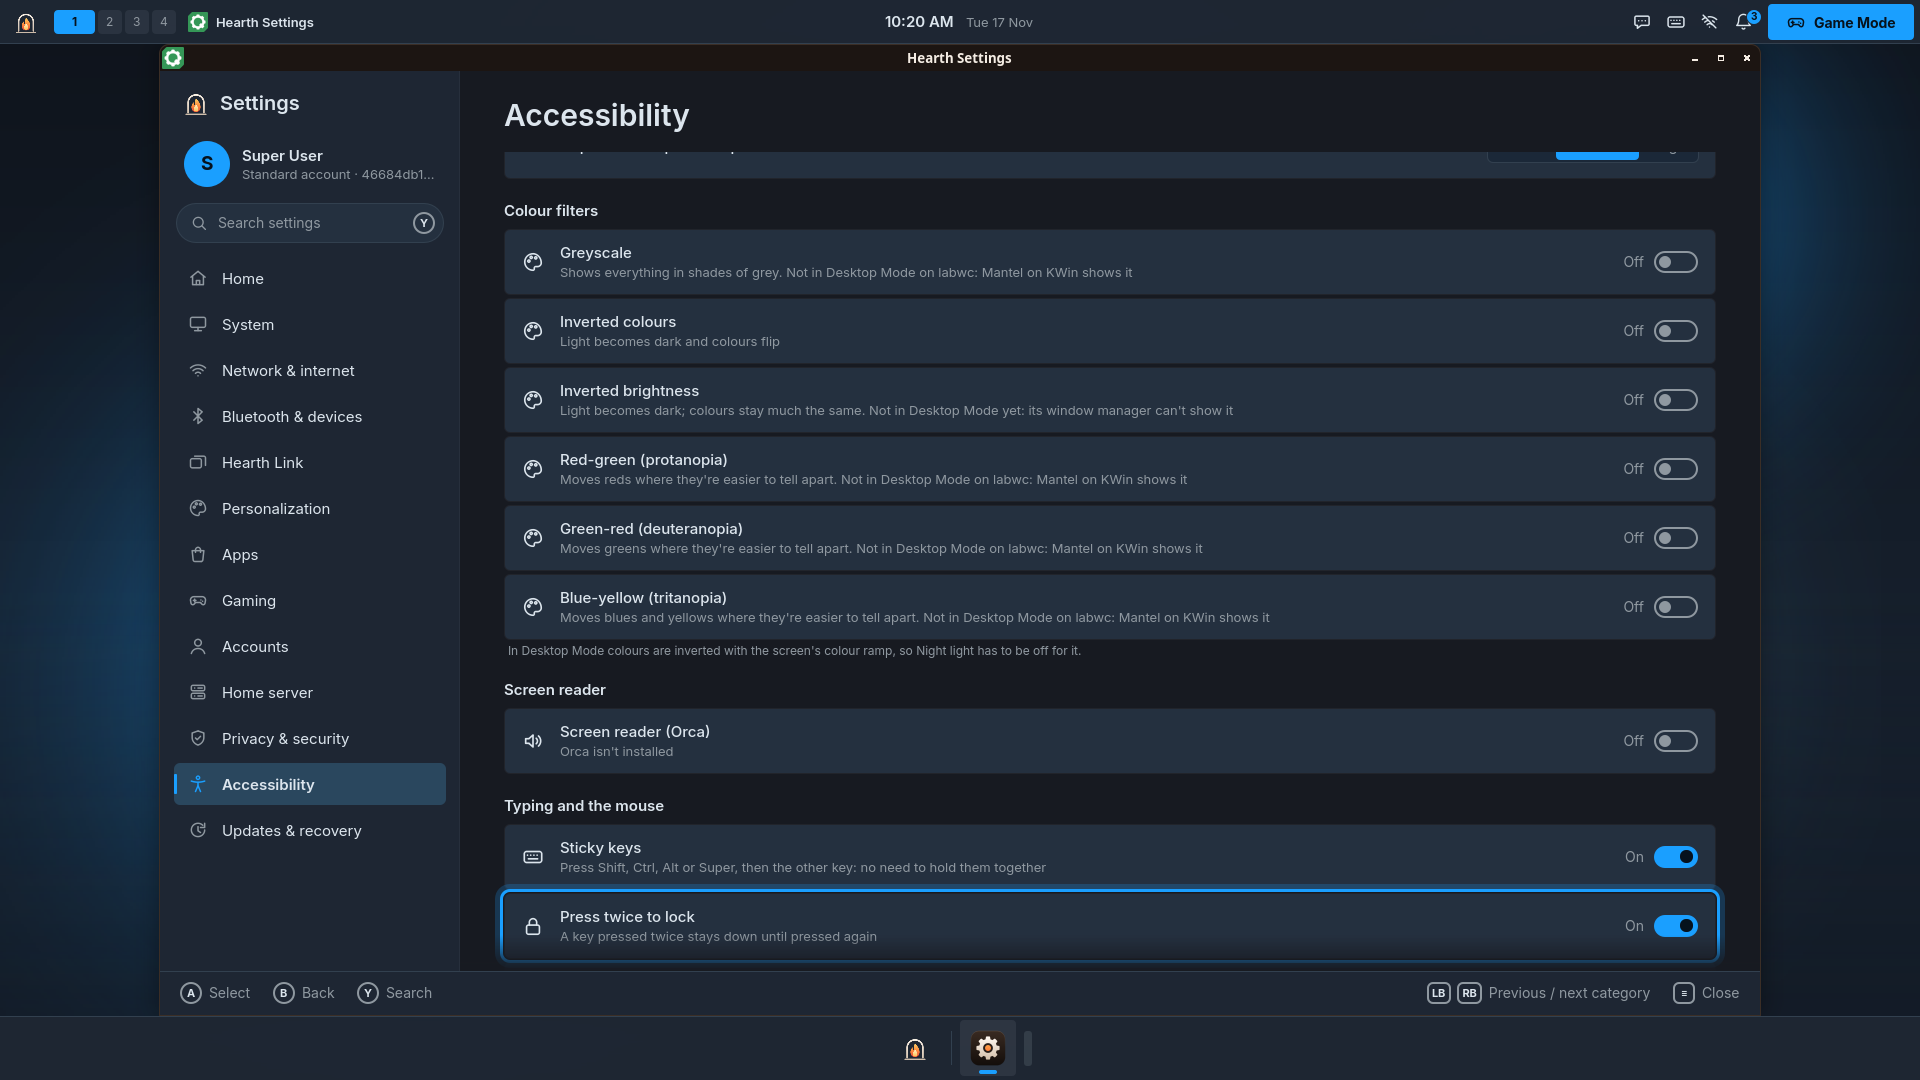 1
2
3
4
Hearth Settings
10:20 AM
Tue 17 Nov
3
Game Mode
Hearth Settings
Settings
S
Super User
Standard account · 46684db1...
Search settings
Y
Home
System
Network & internet
Bluetooth & devices
Hearth Link
Personalization
Apps
Gaming
Accounts
Home server
Privacy & security
Accessibility
Updates & recovery
Accessibility
Colour filters
Greyscale
Shows everything in shades of grey. Not in Desktop Mode on labwc: Mantel on KWin shows it
Off
Inverted colours
Light becomes dark and colours flip
Off
Inverted brightness
Light becomes dark; colours stay much the same. Not in Desktop Mode yet: its window manager can't show it
Off
Red-green (protanopia)
Moves reds where they're easier to tell apart. Not in Desktop Mode on labwc: Mantel on KWin shows it
Off
Green-red (deuteranopia)
Moves greens where they're easier to tell apart. Not in Desktop Mode on labwc: Mantel on KWin shows it
Off
Blue-yellow (tritanopia)
Moves blues and yellows where they're easier to tell apart. Not in Desktop Mode on labwc: Mantel on KWin shows it
Off
In Desktop Mode colours are inverted with the screen's colour ramp, so Night light has to be off for it.
Screen reader
Screen reader (Orca)
Orca isn't installed
Off
Typing and the mouse
Sticky keys
Press Shift, Ctrl, Alt or Super, then the other key: no need to hold them together
On
Press twice to lock
A key pressed twice stays down until pressed again
On
A Select
B Back
Y Search
LB RB Previous / next category
Close